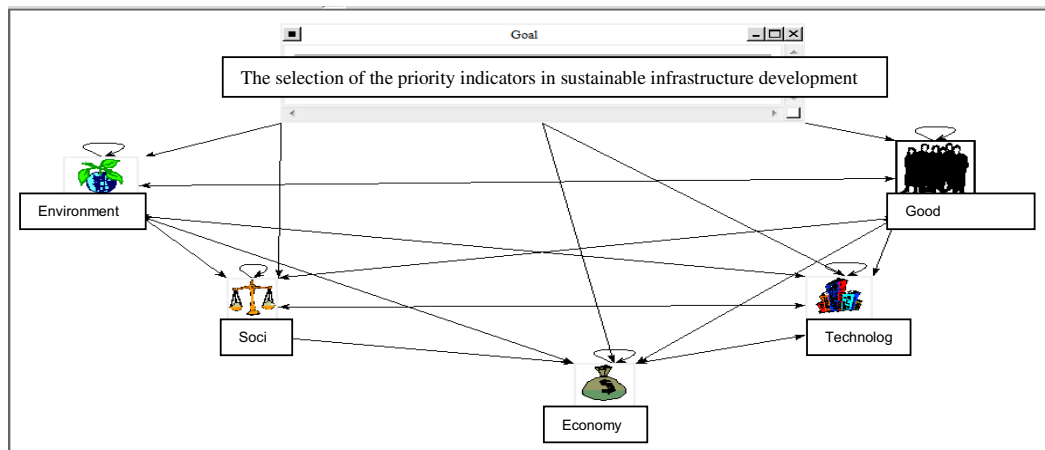 Goal
The selection of the priority indicators in sustainable infrastructure development
Environment
Good
Soci
Technolog
Economy